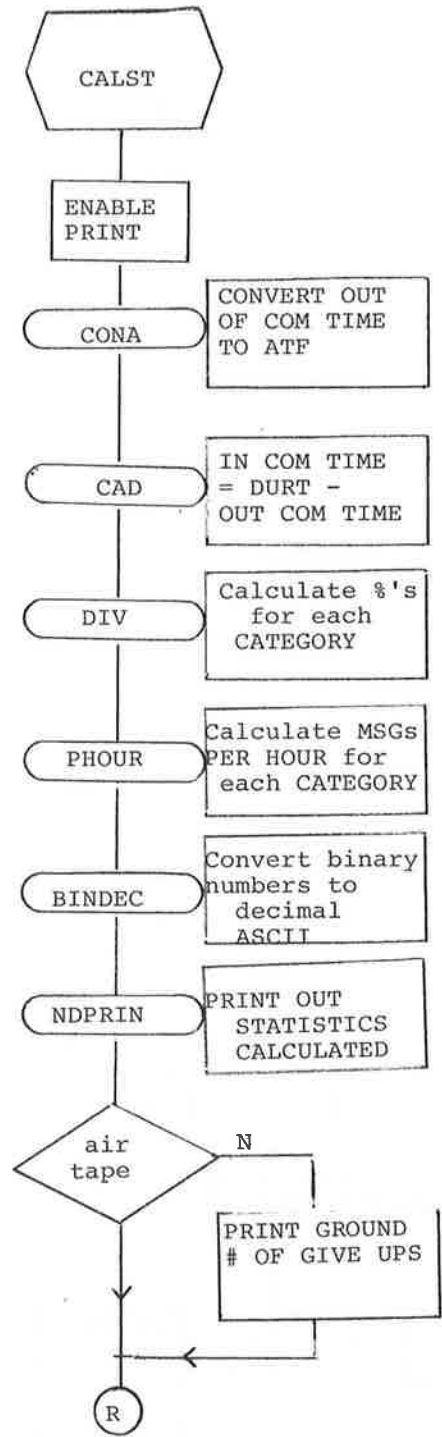 CALST
ENABLE
PRINT
CONA
CONVERT OUT
OF COM TIME
TO ATF
CAD
IN COM TIME
= DURT -
OUT COM TIME
DIV
Calculate %'s
for each
CATEGORY
PHOUR
Calculate MSGs
PER HOUR for
each CATEGORY
BINDEC
Convert binary
numbers to
decimal
ASCII
NDPRIN
PRINT OUT
STATISTICS
CALCULATED
air
tape
N
PRINT GROUND
# OF GIVE UPS
R